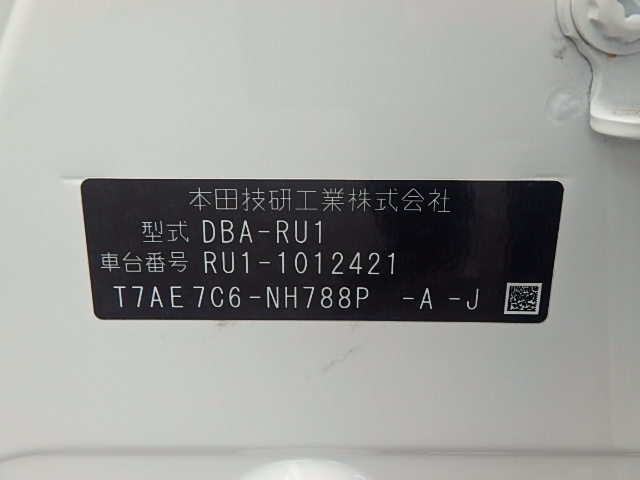 本田技研工業株式会社
型式 DBA-RU1
車台番号 RU1-1012421
T7AE7C6-NH788P -A-J